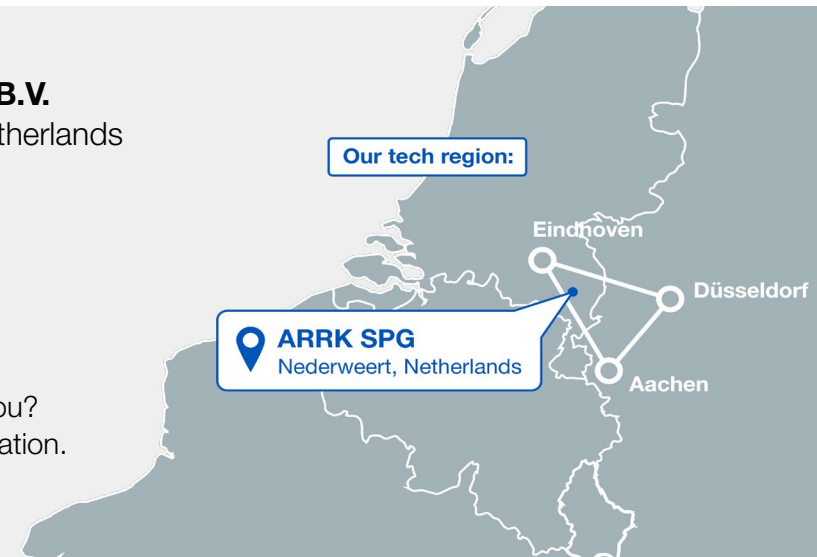 B.V.
therlands
Our tech region:
Eindhoven
Düsseldorf
ARRK SPG
Nederweert, Netherlands
Aachen
ou?
ation.